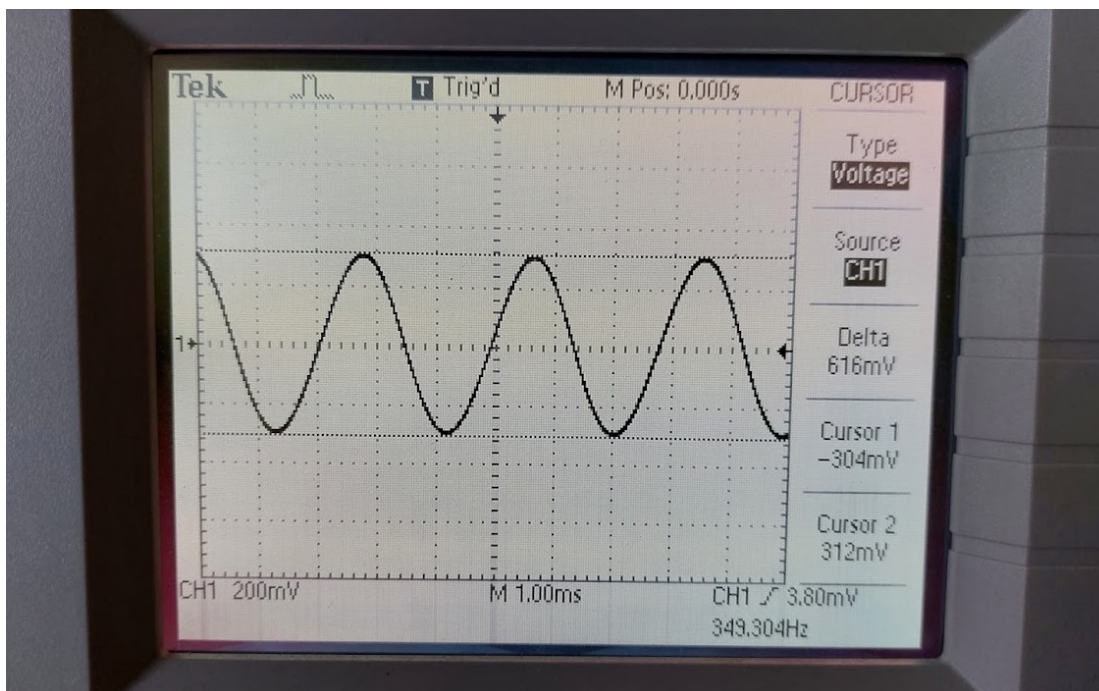 Tek T Trig'd M Pos: 0.000s CURSOR
Type
Voltage
Source
CH1
1
Delta
616mV
Cursor 1
-304mV
Cursor 2
312mV
CH1 200mV M 1.00ms CH1 3.80mV
349.304Hz